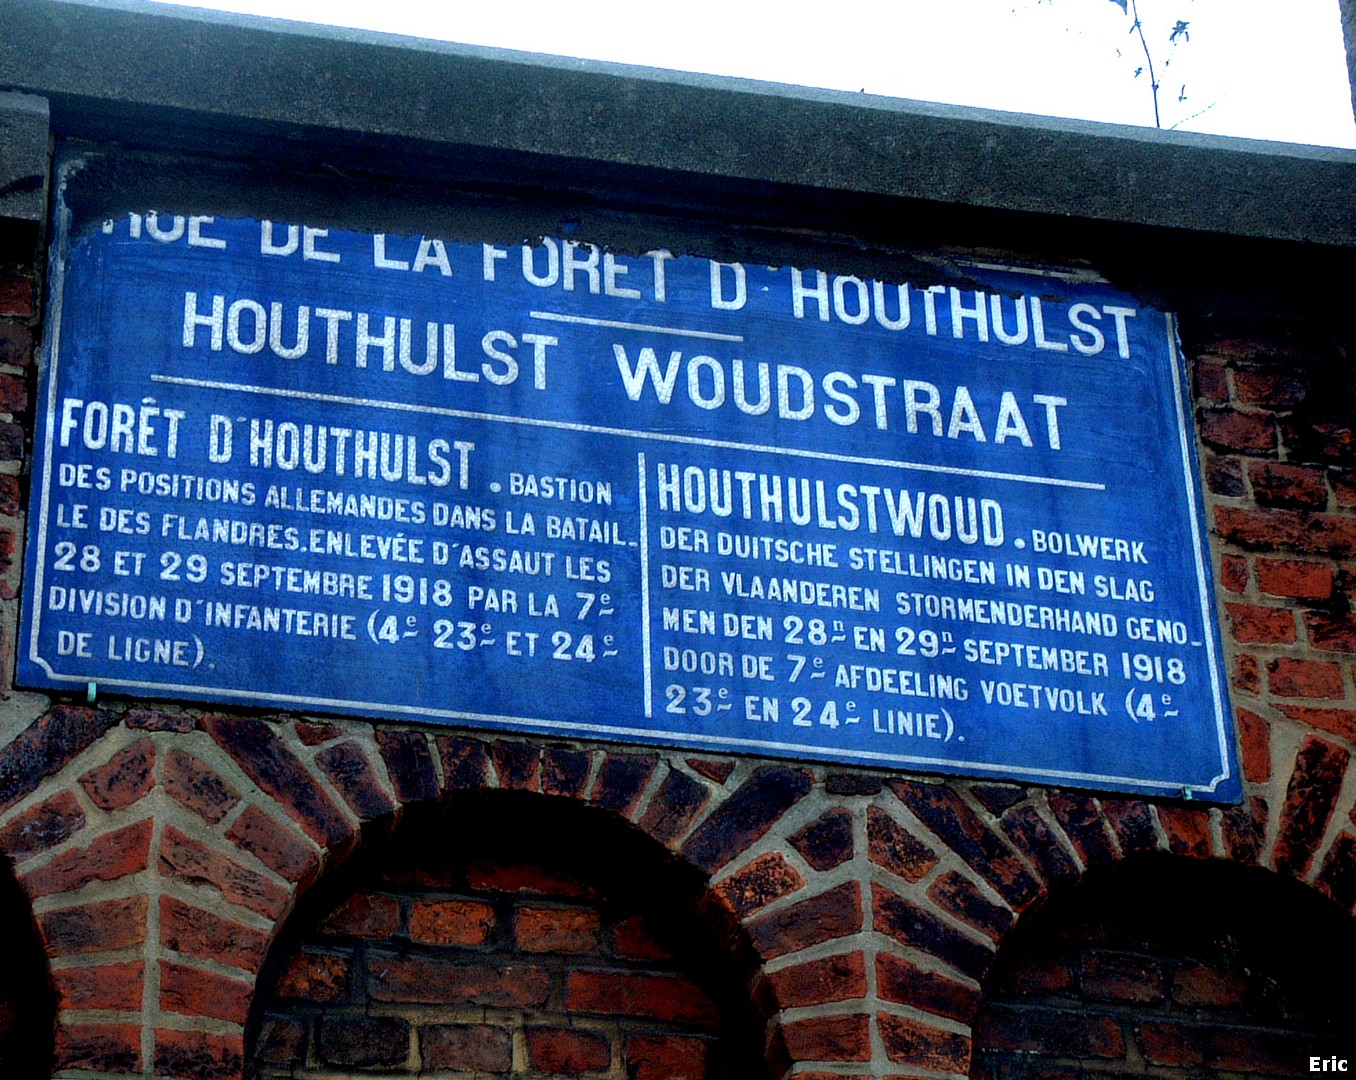 RUE DE LA FORÊT D'HOUTHULST
HOUTHULST WOUDSTRAAT
FORÊT D'HOUTHULST . BASTION
DES POSITIONS ALLEMANDES DANS LA BATAIL-
LE DES FLANDRES. ENLEVÉE D'ASSAUT LES
28 ET 29 SEPTEMBRE 1918 PAR LA 7e
DIVISION D'INFANTERIE (4e 23e ET 24e
DE LIGNE).
HOUTHULSTWOUD . BOLWERK
DER DUITSCHE STELLINGEN IN DEN SLAG
DER VLAANDEREN STORMENDERHAND GENO-
MEN DEN 28n EN 29n SEPTEMBER 1918
DOOR DE 7e AFDEELING VOETVOLK (4e
23e EN 24e LINIE).
Eric